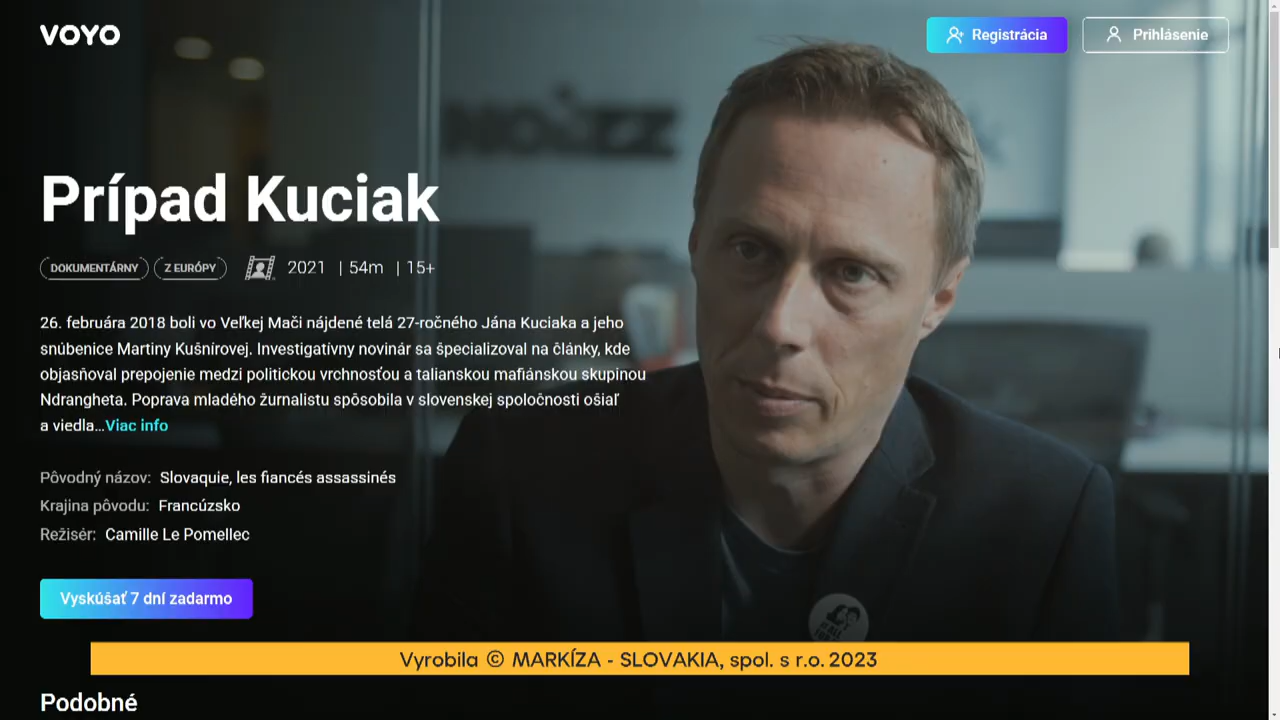 VOYO
Registrácia
Prihlásenie
NOIZZ
Prípad Kuciak
DOKUMENTÁRNY
Z EURÓPY
2021 | 54m | 15+
26. februára 2018 boli vo Veľkej Mači nájdené telá 27-ročného Jána Kuciaka a jeho
snúbenice Martiny Kušnírovej. Investigatívny novinár sa špecializoval na články, kde
objasňoval prepojenie medzi politickou vrchnosťou a talianskou mafiánskou skupinou
Ndrangheta. Poprava mladého žurnalistu spôsobila v slovenskej spoločnosti ošiaľ
a viedla...Viac info
Pôvodný názov: Slovaquie, les fiancés assassinés
Krajina pôvodu: Francúzsko
Režisér: Camille Le Pomellec
Vyskúšať 7 dní zadarmo
Vyrobila © MARKÍZA - SLOVAKIA, spol. s r.o. 2023
Podobné